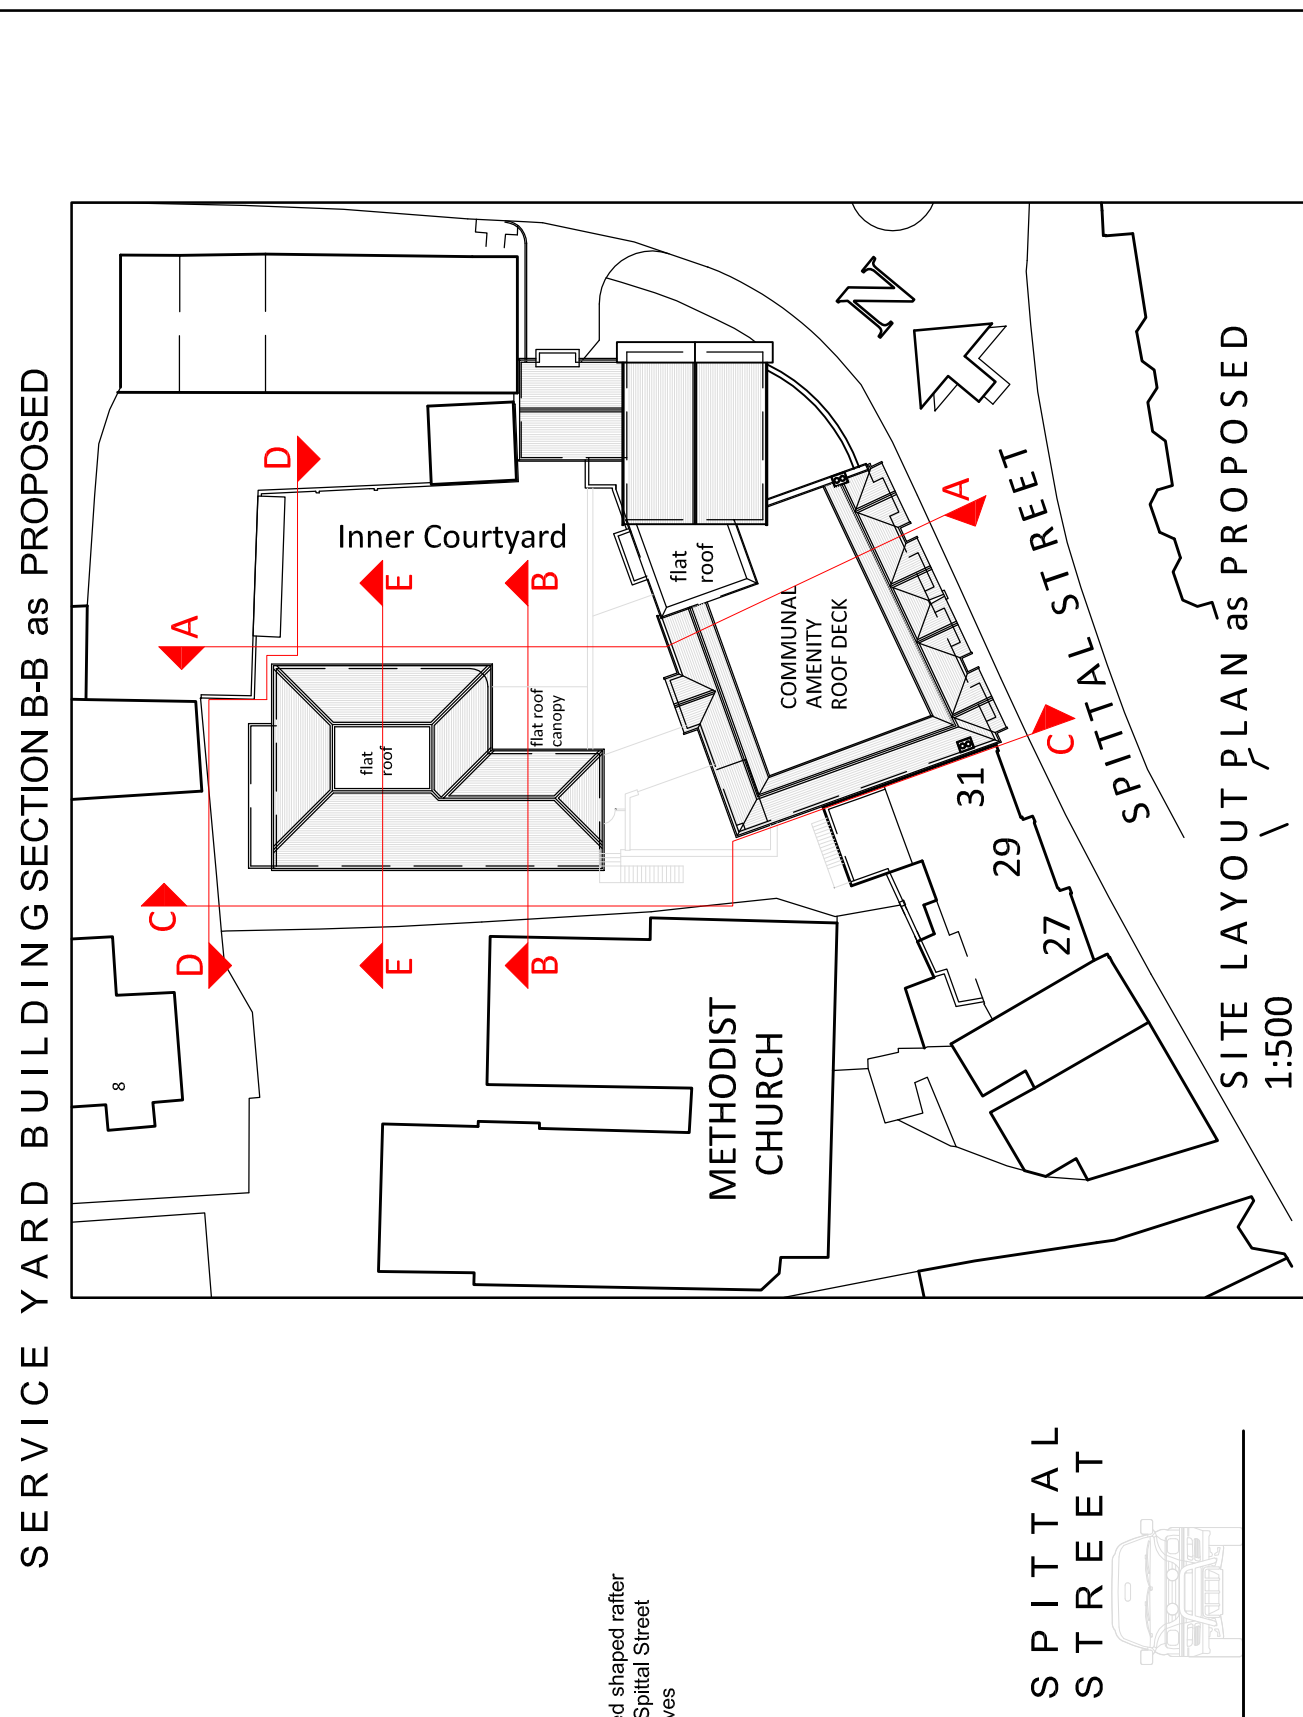 SERVICE YARD BUILDING SECTION B-B as PROPOSED
D
A
C
D
8
Inner Courtyard
E
E
B
B
flat
roof
flat roof
canopy
flat
roof
COMMUNAL
AMENITY
ROOF DECK
METHODIST
CHURCH
N
A
C
31
29
27
SPITTAL STREET
SITE LAYOUT PLAN as PROPOSED
1:500
ed shaped rafter
Spittal Street
ves
SPITTAL
STREET